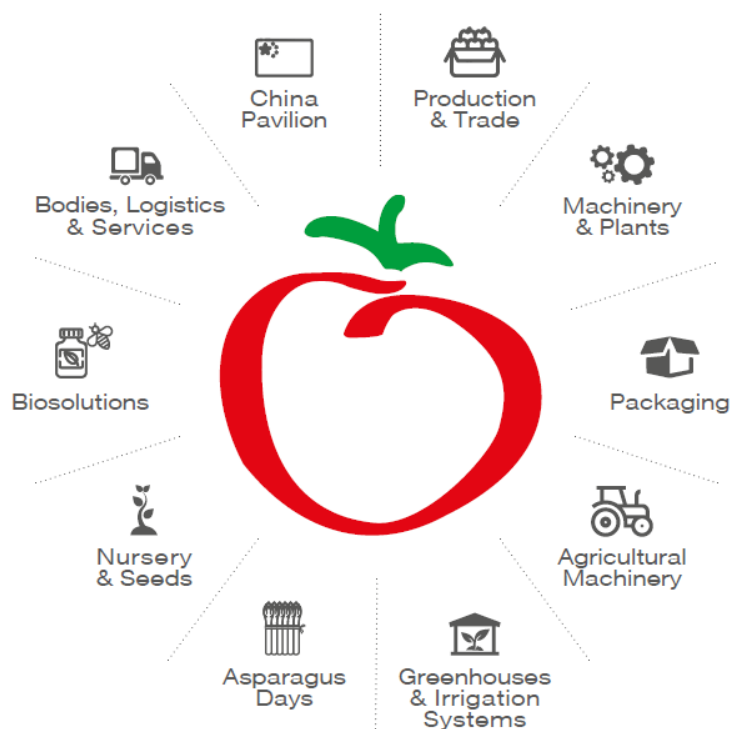 China
Pavilion
Production
& Trade
Bodies, Logistics
& Services
Machinery
& Plants
Biosolutions
Packaging
Nursery
& Seeds
Agricultural
Machinery
Asparagus
Days
Greenhouses
& Irrigation
Systems